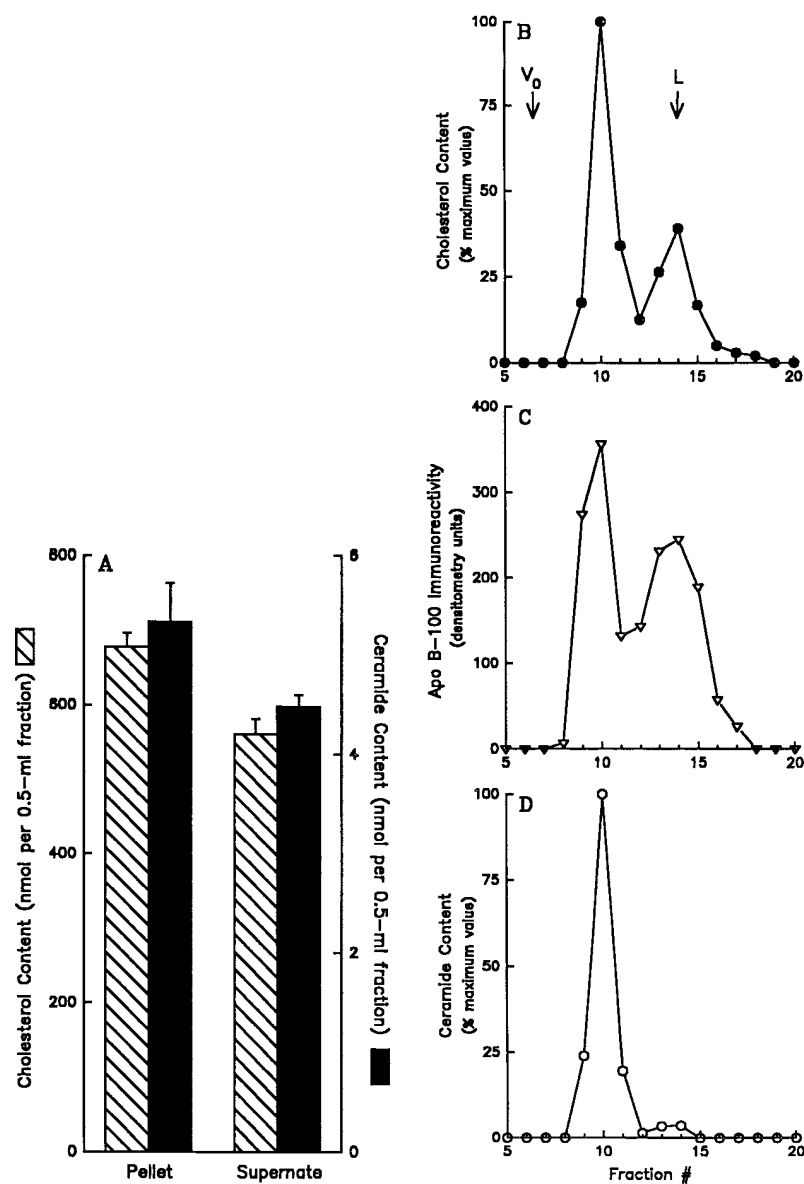 A
800
600
400
200
0
Cholesterol Content (nmol per 0.5-ml fraction)
6
4
2
0
Ceramide Content (nmol per 0.5-ml fraction)
Pellet
Supernate
B
V0
L
100
75
50
25
0
Cholesterol Content
(% maximum value)
5
10
15
20
C
400
300
200
100
0
Apo B-100 Immunoreactivity
(densitometry units)
5
10
15
20
D
100
75
50
25
0
Ceramide Content
(% maximum value)
5
10
15
20
Fraction #